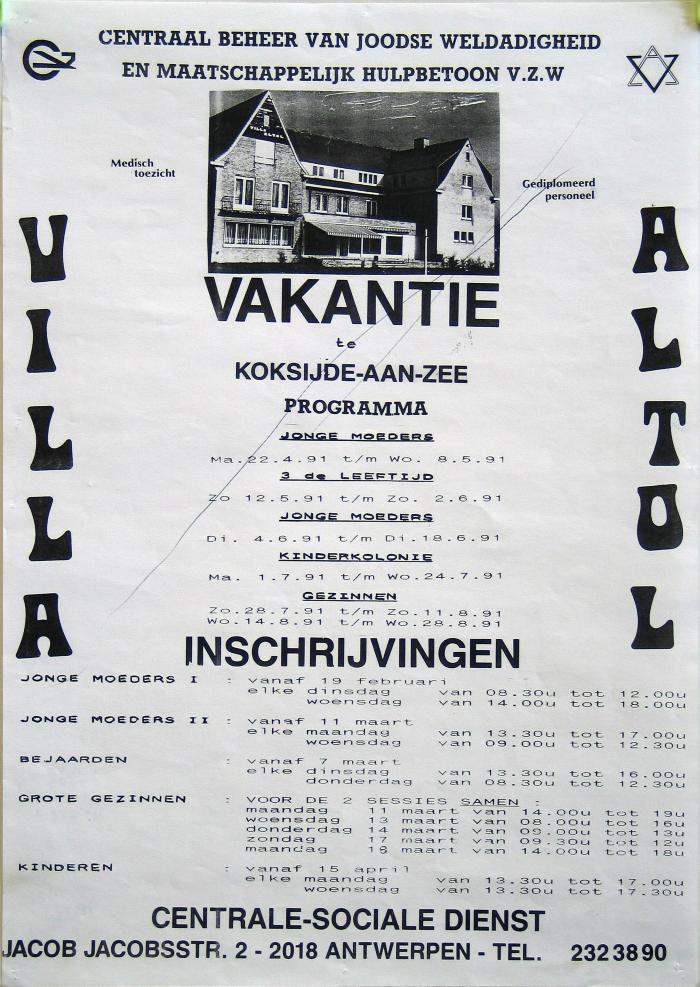 CENTRAAL BEHEER VAN JOODSE WELDADIGHEID
EN MAATSCHAPPELIJK HULPBETOON V.Z.W
Medisch
toezicht
VILLA
ALTOL
Gediplomeerd
personeel
VILLA
ALTOL
VAKANTIE
te
KOKSIJDE-AAN-ZEE
PROGRAMMA
JONGE MOEDERS
Ma.22.4.91 t/m Wo. 8.5.91
3 de LEEFTIJD
Zo 12.5.91 t/m Zo. 2.6.91
JONGE MOEDERS
Di. 4.6.91 t/m Di.18.6.91
KINDERKOLONIE
Ma. 1.7.91 t/m Wo.24.7.91
GEZINNEN
Zo.28.7.91 t/m Zo.11.8.91
Wo.14.8.91 t/m Wo.28.8.91
INSCHRIJVINGEN
JONGE MOEDERS I : vanaf 19 februari
elke dinsdag van 08.30u tot 12.00u
woensdag van 14.00u tot 18.00u
JONGE MOEDERS II : vanaf 11 maart
elke maandag van 13.30u tot 17.00u
woensdag van 09.00u tot 12.30u
BEJAARDEN : vanaf 7 maart
elke dinsdag van 13.30u tot 16.00u
donderdag van 08.30u tot 12.30u
GROTE GEZINNEN : VOOR DE 2 SESSIES SAMEN :
maandag 11 maart van 14.00u tot 19u
woensdag 13 maart van 08.00u tot 16u
donderdag 14 maart van 09.00u tot 13u
zondag 17 maart van 09.30u tot 12u
maandag 18 maart van 14.00u tot 18u
KINDEREN : vanaf 15 april
elke maandag van 13.30u tot 17.00u
woensdag van 13.30u tot 17.30u
CENTRALE-SOCIALE DIENST
JACOB JACOBSSTR. 2 - 2018 ANTWERPEN - TEL. 232 38 90